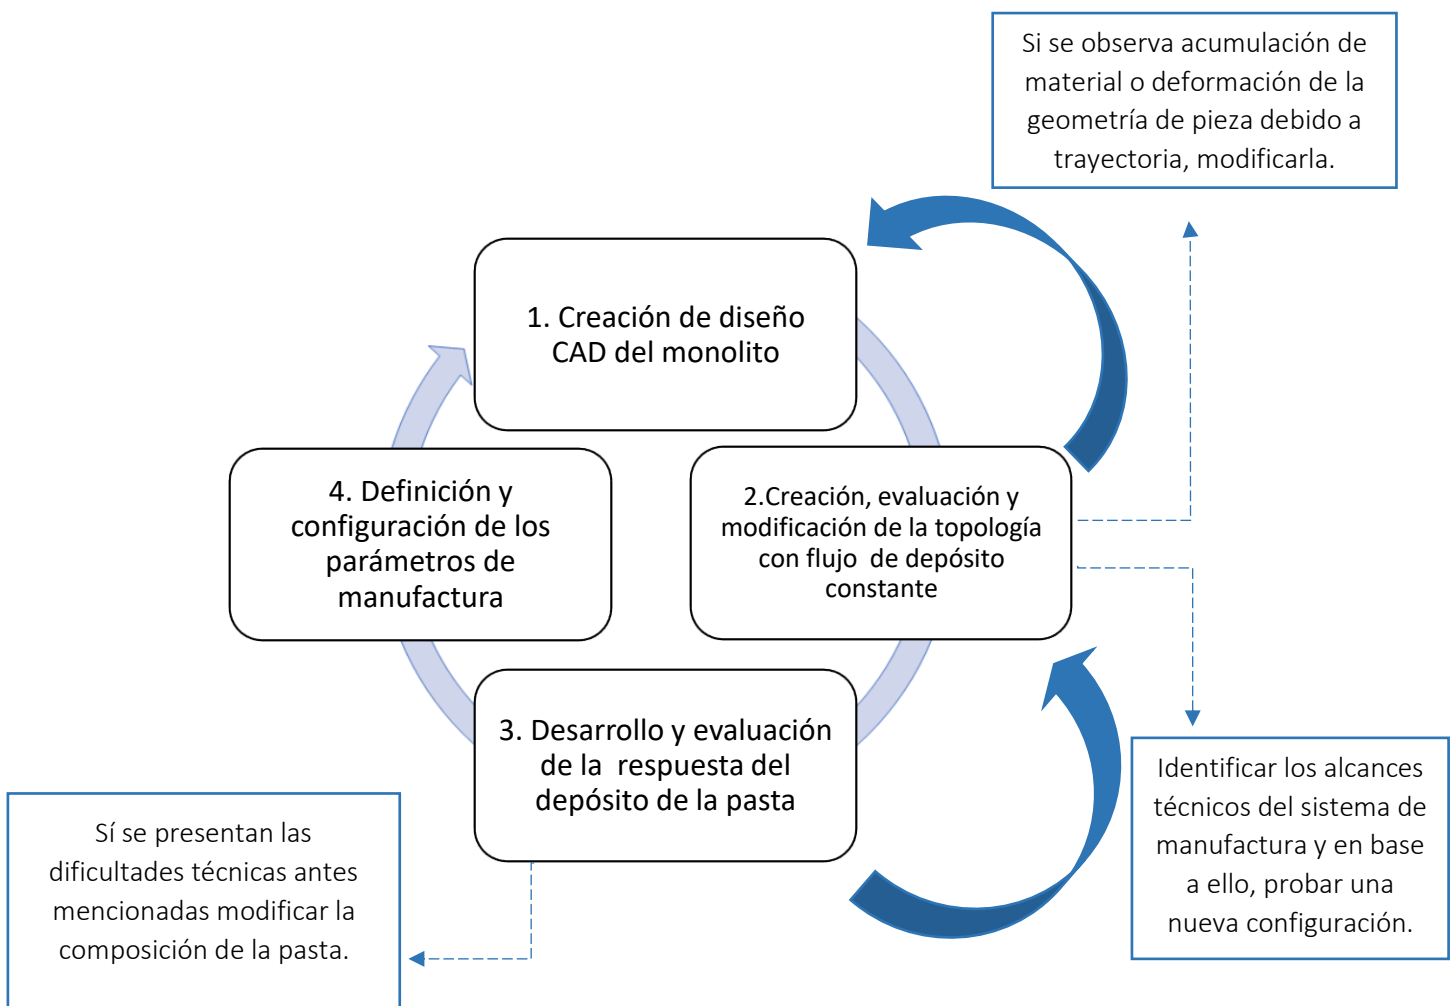 Si se observa acumulación de
material o deformación de la
geometría de pieza debido a
trayectoria, modificarla.
1. Creación de diseño
CAD del monolito
2.Creación, evaluación y
modificación de la topología
con flujo de depósito
constante
3. Desarrollo y evaluación
de la respuesta del
depósito de la pasta
4. Definición y
configuración de los
parámetros de
manufactura
Identificar los alcances
técnicos del sistema de
manufactura y en base
a ello, probar una
nueva configuración.
Sí se presentan las
dificultades técnicas antes
mencionadas modificar la
composición de la pasta.